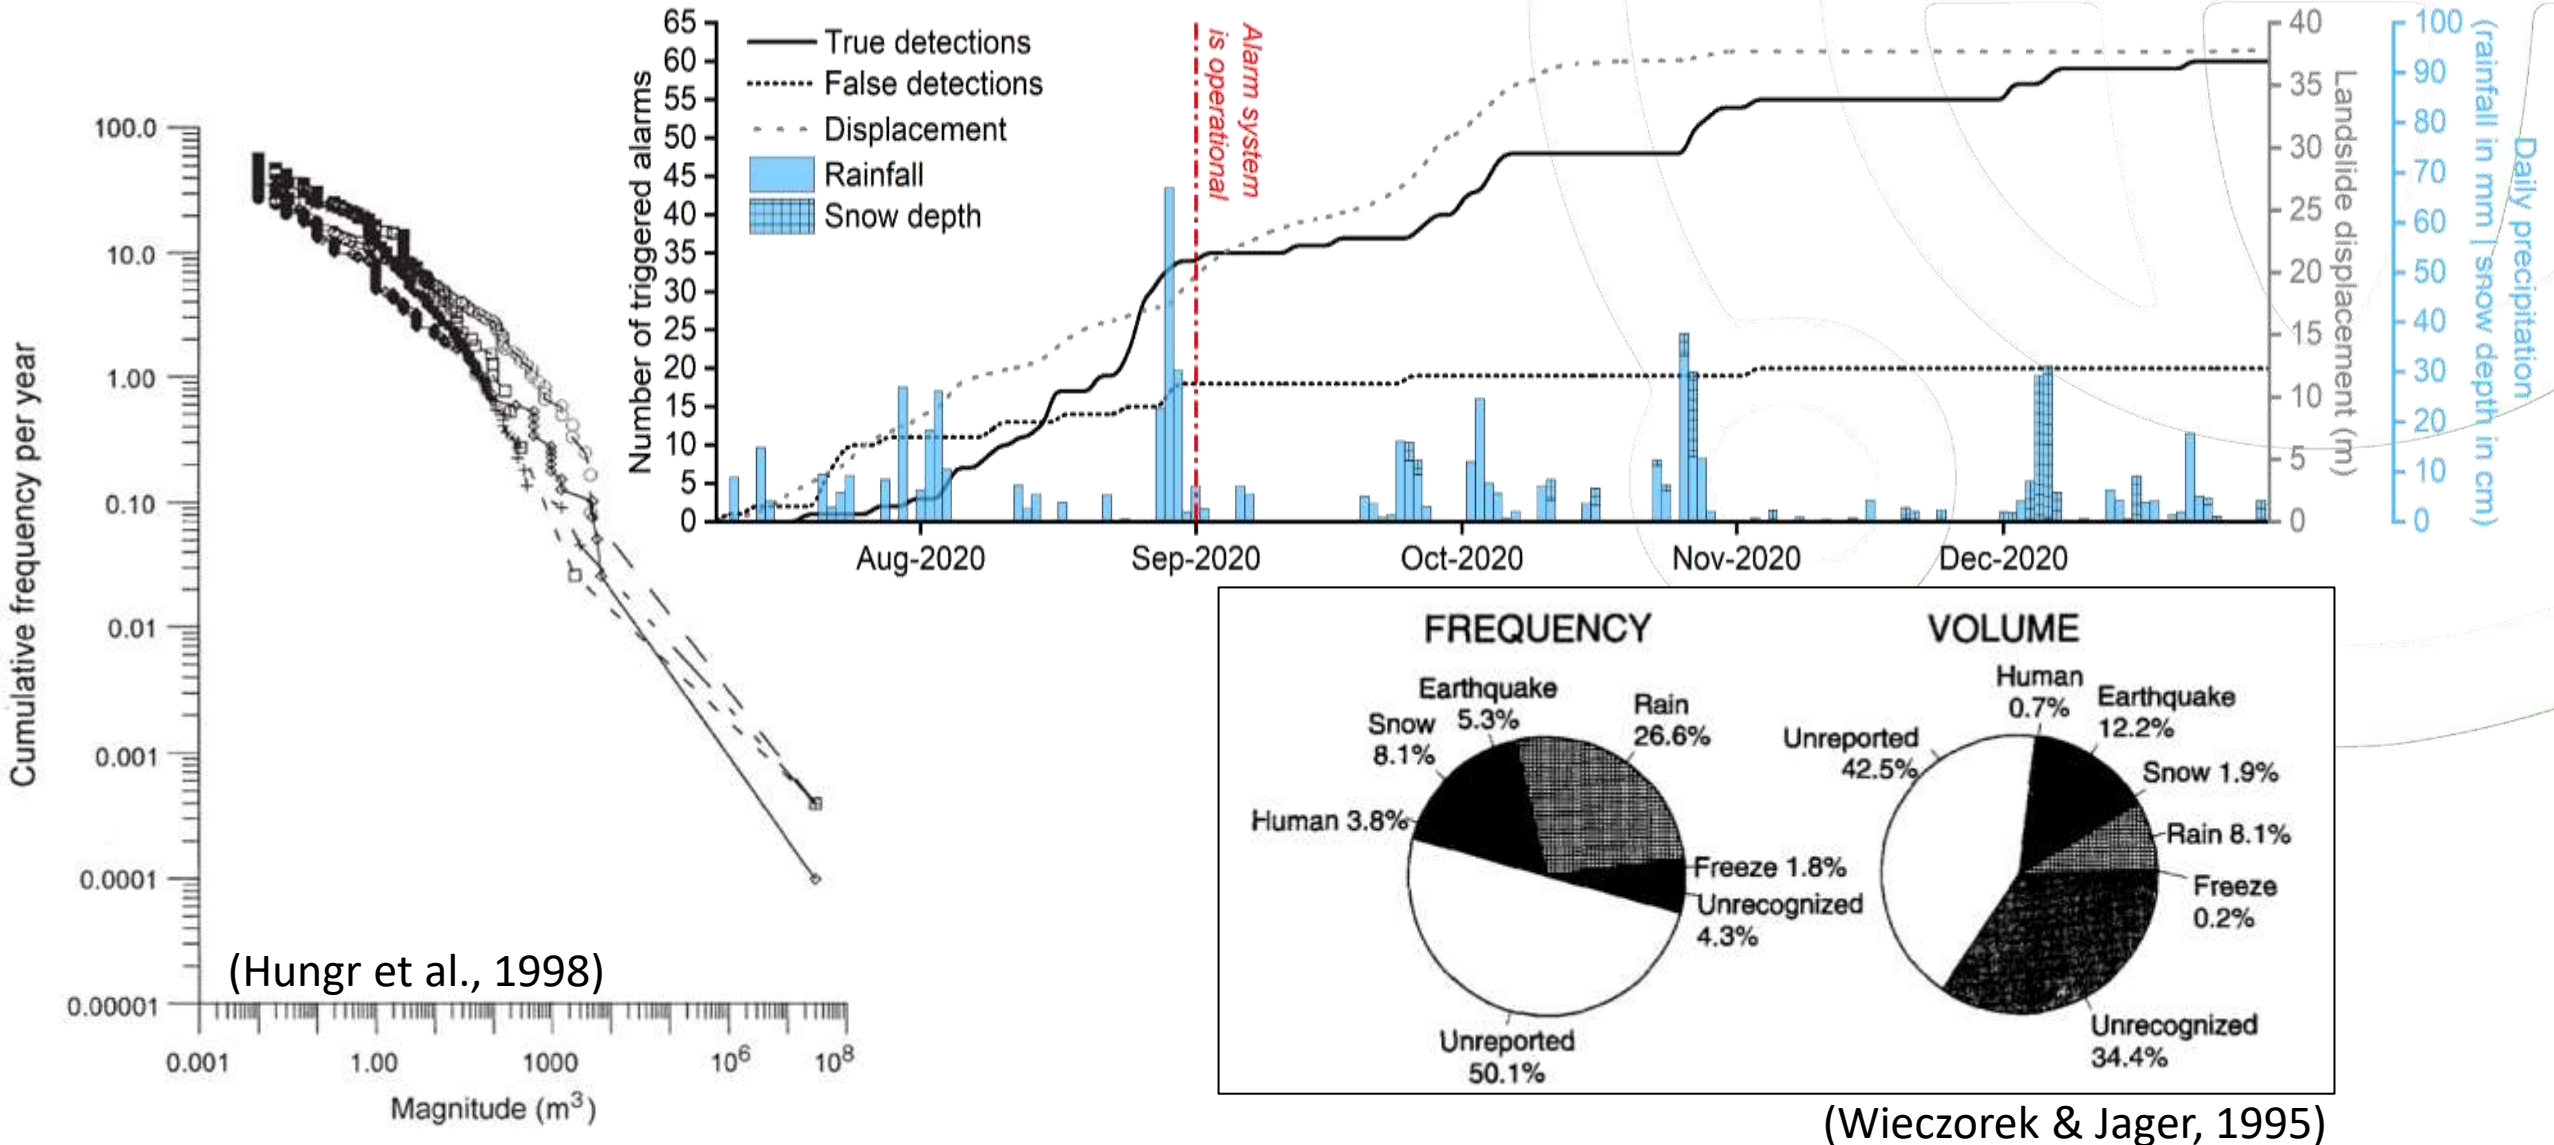 100.0
10.0
1.00
0.10
0.01
0.001
0.0001
0.00001
Cumulative frequency per year
0.001
1.00
1000
10⁶
10⁸
Magnitude (m³)
(Hungr et al., 1998)
65
60
55
50
45
40
35
30
25
20
15
10
5
0
Number of triggered alarms
True detections
False detections
Displacement
Rainfall
Snow depth
Alarm system
is operational
Aug-2020
Sep-2020
Oct-2020
Nov-2020
Dec-2020
40
35
30
25
20
15
10
5
0
Landslide displacement (m)
100
90
80
70
60
50
40
30
20
10
0
Daily precipitation
(rainfall in mm | snow depth in cm)
FREQUENCY
Earthquake
5.3%
Rain
26.6%
Snow
8.1%
Human 3.8%
Freeze 1.8%
Unrecognized
4.3%
Unreported
50.1%
VOLUME
Human
0.7%
Earthquake
12.2%
Unreported
42.5%
Snow 1.9%
Rain 8.1%
Freeze
0.2%
Unrecognized
34.4%
(Wieczorek & Jager, 1995)